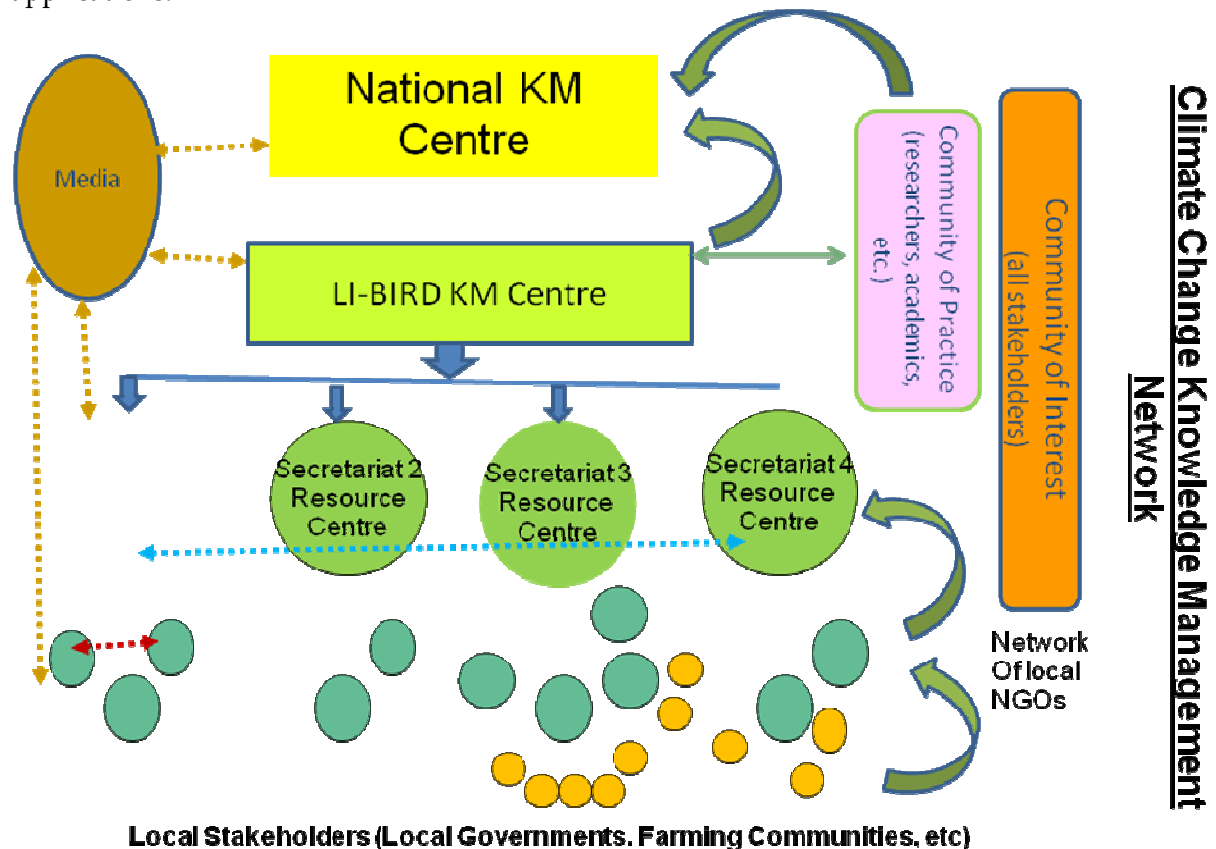 applications.
National KM
Centre
Media
LI-BIRD KM Centre
Community of Practice
(researchers, academics,
etc.)
Community of Interest
(all stakeholders)
Climate Change Knowledge Management
Network
Secretariat 2
Resource
Centre
Secretariat 3
Resource
Centre
Secretariat 4
Resource
Centre
Network
Of local
NGOs
Local Stakeholders (Local Governments. Farming Communities, etc)